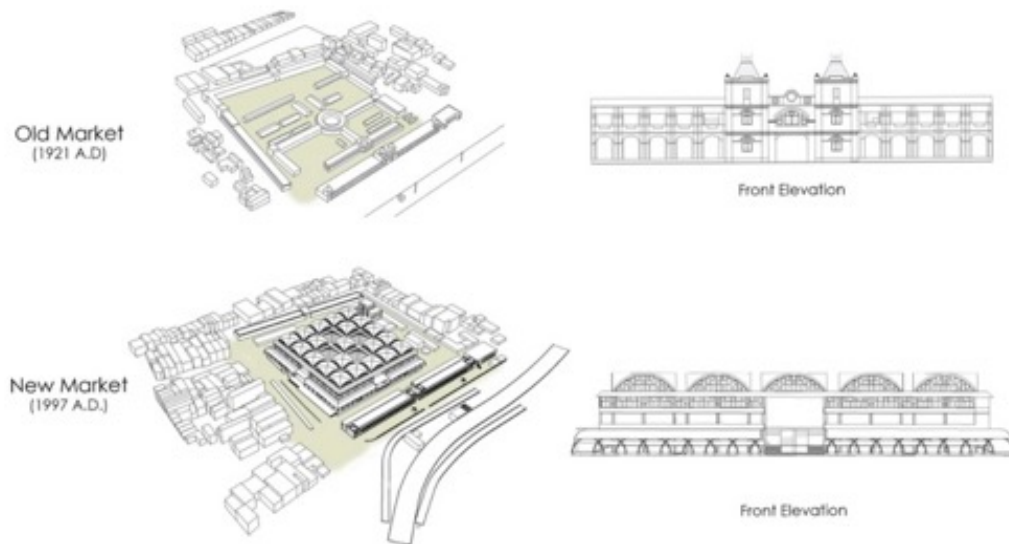 Old Market
(1921 A.D)
Front Elevation
New Market
(1997 A.D.)
Front Elevation